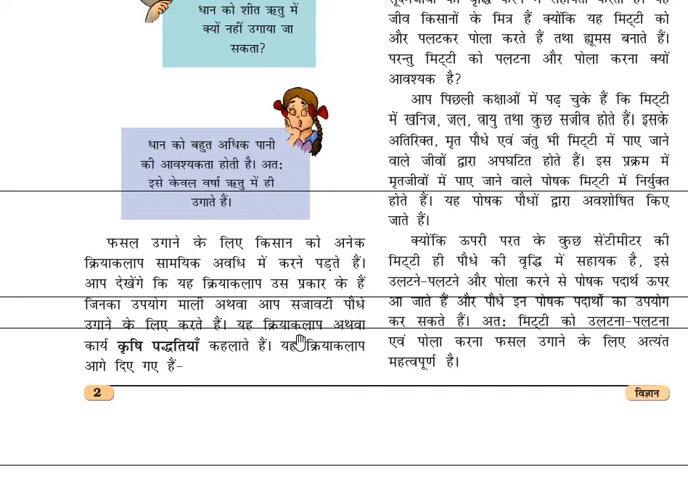 धान को शीत ऋतु में
क्यों नहीं उगाया जा
सकता?
धान को बहुत अधिक पानी
की आवश्यकता होती है। अत:
इसे केवल वर्षा ऋतु में ही
उगाते हैं।
फसल उगाने के लिए किसान को अनेक
क्रियाकलाप सामयिक अवधि में करने पड़ते हैं।
आप देखेंगे कि यह क्रियाकलाप उस प्रकार के हैं
जिनका उपयोग माली अथवा आप सजावटी पौधे
उगाने के लिए करते हैं। यह क्रियाकलाप अथवा
कार्य कृषि पद्धतियाँ कहलाते हैं। यह क्रियाकलाप
आगे दिए गए हैं-
जीव किसानों के मित्र हैं क्योंकि यह मिट्टी को
और पलटकर पोला करते हैं तथा ह्यूमस बनाते हैं।
परन्तु मिट्टी को पलटना और पोला करना क्यों
आवश्यक है?
आप पिछली कक्षाओं में पढ़ चुके हैं कि मिट्टी
में खनिज, जल, वायु तथा कुछ सजीव होते हैं। इसके
अतिरिक्त, मृत पौधे एवं जंतु भी मिट्टी में पाए जाने
वाले जीवों द्वारा अपघटित होते हैं। इस प्रक्रम में
मृतजीवों में पाए जाने वाले पोषक मिट्टी में निर्युक्त
होते हैं। यह पोषक पौधों द्वारा अवशोषित किए
जाते हैं।
क्योंकि ऊपरी परत के कुछ सेंटीमीटर की
मिट्टी ही पौधे की वृद्धि में सहायक है, इसे
उलटने-पलटने और पोला करने से पोषक पदार्थ ऊपर
आ जाते हैं और पौधे इन पोषक पदार्थों का उपयोग
कर सकते हैं। अत: मिट्टी को उलटना-पलटना
एवं पोला करना फसल उगाने के लिए अत्यंत
महत्वपूर्ण है।
2
विज्ञान